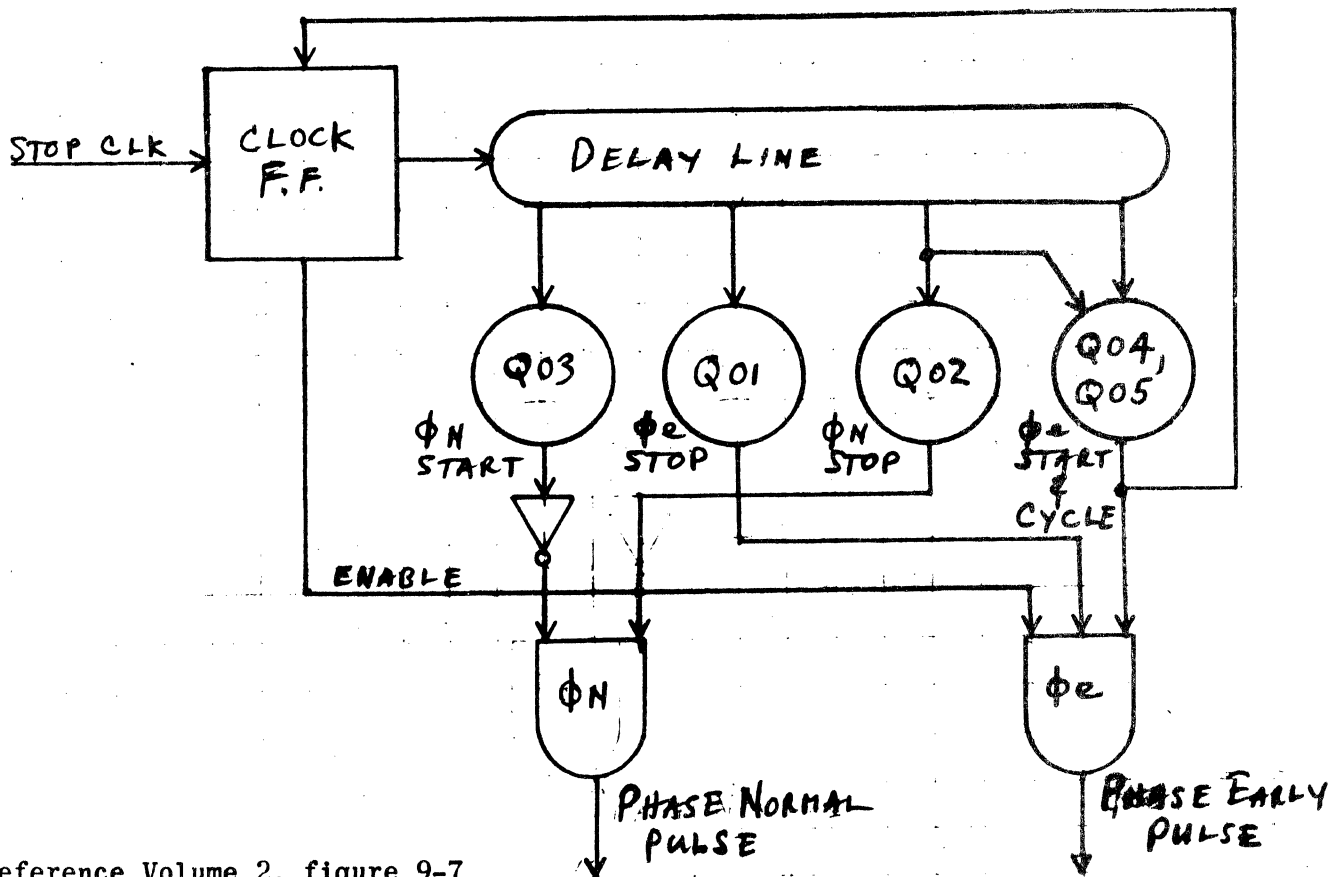 STOP CLK
CLOCK
F.F.
DELAY LINE
Q03
Q01
Q02
Q04,
Q05
ΦN
START
Φe
STOP
ΦN
STOP
Φe
START
&
CYCLE
ENABLE
ΦN
Φe
PHASE NORMAL
PULSE
PHASE EARLY
PULSE
eference Volume 2, figure 9-7